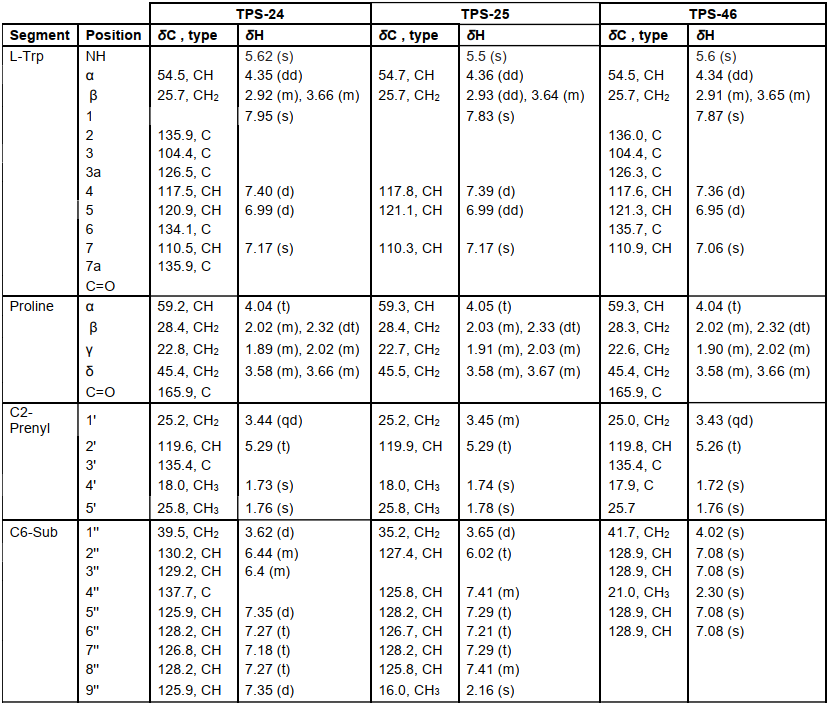 TPS-24 TPS-25 TPS-46
Segment Position δC , type δH δC , type δH δC , type δH
L-Trp NH 5.62 (s) 5.5 (s) 5.6 (s)
α 54.5, CH 4.35 (dd) 54.7, CH 4.36 (dd) 54.5, CH 4.34 (dd)
β 25.7, CH₂ 2.92 (m), 3.66 (m) 25.7, CH₂ 2.93 (dd), 3.64 (m) 25.7, CH₂ 2.91 (m), 3.65 (m)
1 7.95 (s) 7.83 (s) 7.87 (s)
2 135.9, C 136.0, C
3 104.4, C 104.4, C
3a 126.5, C 126.3, C
4 117.5, CH 7.40 (d) 117.8, CH 7.39 (d) 117.6, CH 7.36 (d)
5 120.9, CH 6.99 (d) 121.1, CH 6.99 (dd) 121.3, CH 6.95 (d)
6 134.1, C 135.7, C
7 110.5, CH 7.17 (s) 110.3, CH 7.17 (s) 110.9, CH 7.06 (s)
7a 135.9, C
C=O
Proline α 59.2, CH 4.04 (t) 59.3, CH 4.05 (t) 59.3, CH 4.04 (t)
β 28.4, CH₂ 2.02 (m), 2.32 (dt) 28.4, CH₂ 2.03 (m), 2.33 (dt) 28.3, CH₂ 2.02 (m), 2.32 (dt)
γ 22.8, CH₂ 1.89 (m), 2.02 (m) 22.7, CH₂ 1.91 (m), 2.03 (m) 22.6, CH₂ 1.90 (m), 2.02 (m)
δ 45.4, CH₂ 3.58 (m), 3.66 (m) 45.5, CH₂ 3.58 (m), 3.67 (m) 45.4, CH₂ 3.58 (m), 3.66 (m)
C=O 165.9, C 165.9, C
C2-
Prenyl 1' 25.2, CH₂ 3.44 (qd) 25.2, CH₂ 3.45 (m) 25.0, CH₂ 3.43 (qd)
2' 119.6, CH 5.29 (t) 119.9, CH 5.29 (t) 119.8, CH 5.26 (t)
3' 135.4, C 135.4, C
4' 18.0, CH₃ 1.73 (s) 18.0, CH₃ 1.74 (s) 17.9, C 1.72 (s)
5' 25.8, CH₃ 1.76 (s) 25.8, CH₃ 1.78 (s) 25.7 1.76 (s)
C6-Sub 1" 39.5, CH₂ 3.62 (d) 35.2, CH₂ 3.65 (d) 41.7, CH₂ 4.02 (s)
2" 130.2, CH 6.44 (m) 127.4, CH 6.02 (t) 128.9, CH 7.08 (s)
3" 129.2, CH 6.4 (m) 128.9, CH 7.08 (s)
4" 137.7, C 125.8, CH 7.41 (m) 21.0, CH₃ 2.30 (s)
5" 125.9, CH 7.35 (d) 128.2, CH 7.29 (t) 128.9, CH 7.08 (s)
6" 128.2, CH 7.27 (t) 126.7, CH 7.21 (t) 128.9, CH 7.08 (s)
7" 126.8, CH 7.18 (t) 128.2, CH 7.29 (t)
8" 128.2, CH 7.27 (t) 125.8, CH 7.41 (m)
9" 125.9, CH 7.35 (d) 16.0, CH₃ 2.16 (s)